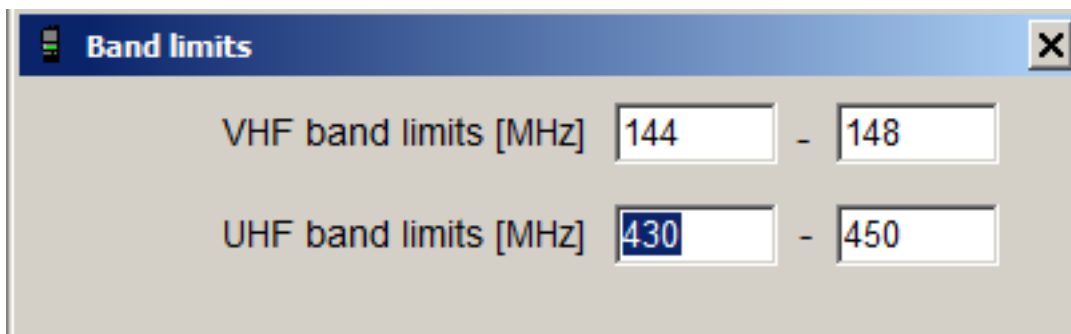 Band limits
VHF band limits [MHz] 144 - 148
UHF band limits [MHz] 430 - 450